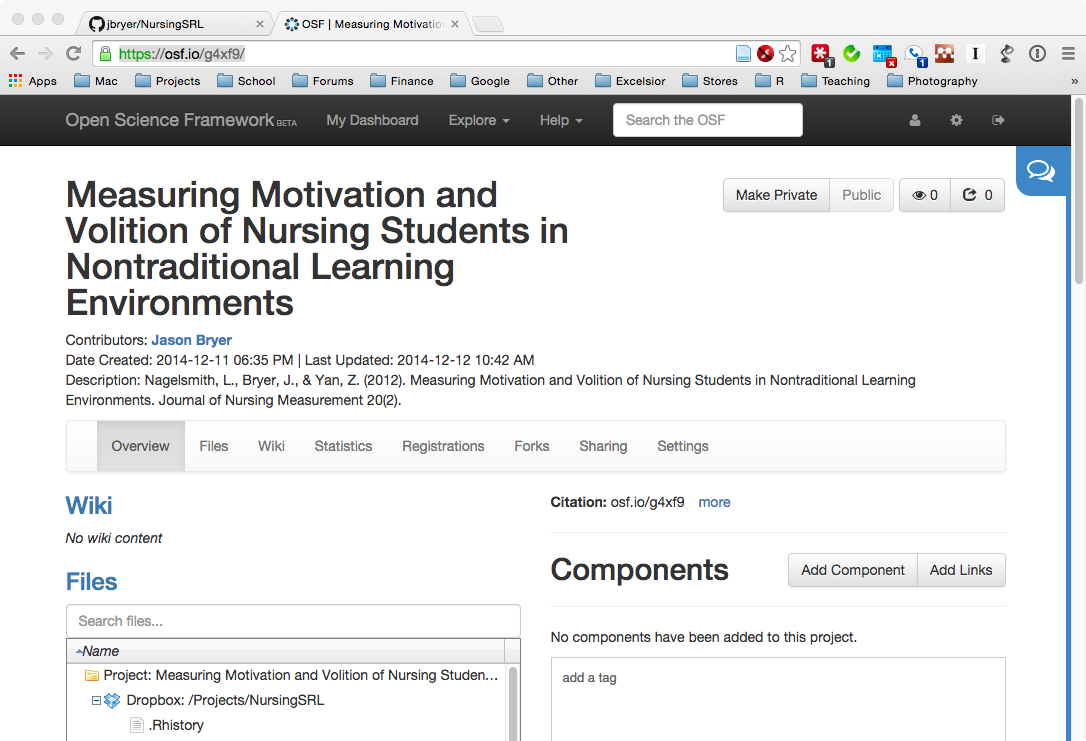 jbryer/NursingSRL
OSF | Measuring Motivatio
https://osf.io/g4xf9/
1
1
Apps Mac Projects School Forums Finance Google Other Excelsior Stores R Teaching Photography »
Open Science Framework BETA My Dashboard Explore Help Search the OSF
Measuring Motivation and
Volition of Nursing Students in
Nontraditional Learning
Environments
Make Private Public 0 0
Contributors: Jason Bryer
Date Created: 2014-12-11 06:35 PM | Last Updated: 2014-12-12 10:42 AM
Description: Nagelsmith, L., Bryer, J., & Yan, Z. (2012). Measuring Motivation and Volition of Nursing Students in Nontraditional Learning
Environments. Journal of Nursing Measurement 20(2).
Overview Files Wiki Statistics Registrations Forks Sharing Settings
Wiki
No wiki content
Files
Search files...
Name
Project: Measuring Motivation and Volition of Nursing Studen...
Dropbox: /Projects/NursingSRL
.Rhistory
Citation: osf.io/g4xf9 more
Components Add Component Add Links
No components have been added to this project.
add a tag